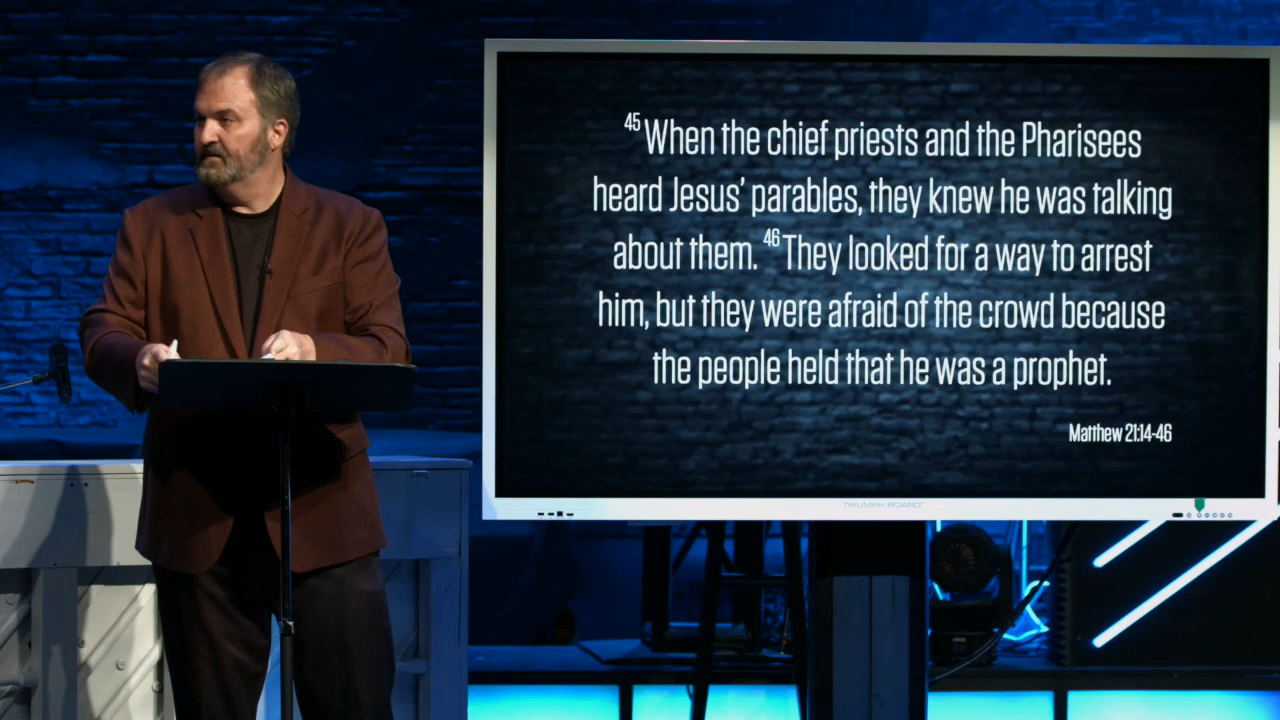 45 When the chief priests and the Pharisees
heard Jesus’ parables, they knew he was talking
about them. 46 They looked for a way to arrest
him, but they were afraid of the crowd because
the people held that he was a prophet.
Matthew 21:14-46
TRIUMPH BOARD